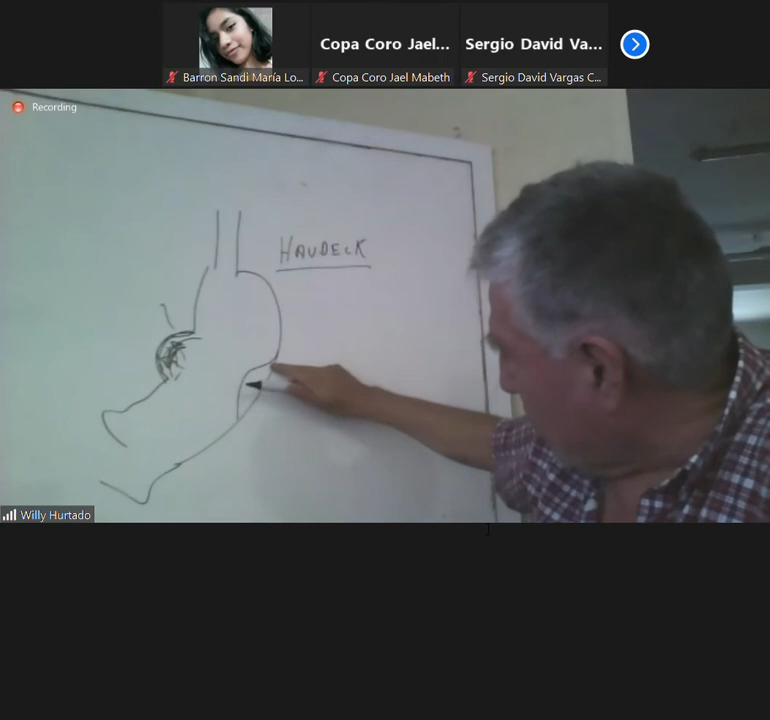 Copa Coro Jael...
Sergio David Va...
Barron Sandi María Lo...
Copa Coro Jael Mabeth
Sergio David Vargas C...
Recording
HAUDECK
Willy Hurtado